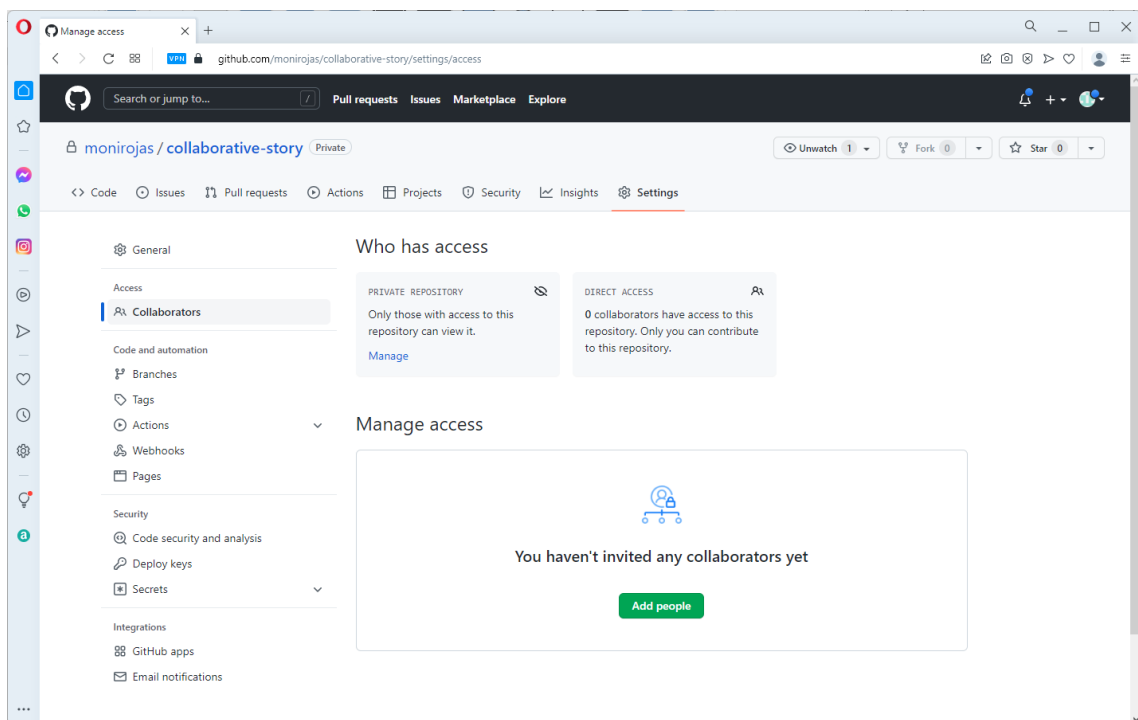 Manage access
VPN
github.com/monirojas/collaborative-story/settings/access
Search or jump to... /
Pull requests Issues Marketplace Explore
monirojas / collaborative-story Private
Unwatch 1
Fork 0
Star 0
Code Issues Pull requests Actions Projects Security Insights Settings
General
Access
Collaborators
Code and automation
Branches
Tags
Actions
Webhooks
Pages
Security
Code security and analysis
Deploy keys
Secrets
Integrations
GitHub apps
Email notifications
Who has access
PRIVATE REPOSITORY
Only those with access to this
repository can view it.
Manage
DIRECT ACCESS
0 collaborators have access to this
repository. Only you can contribute
to this repository.
Manage access
You haven't invited any collaborators yet
Add people
a